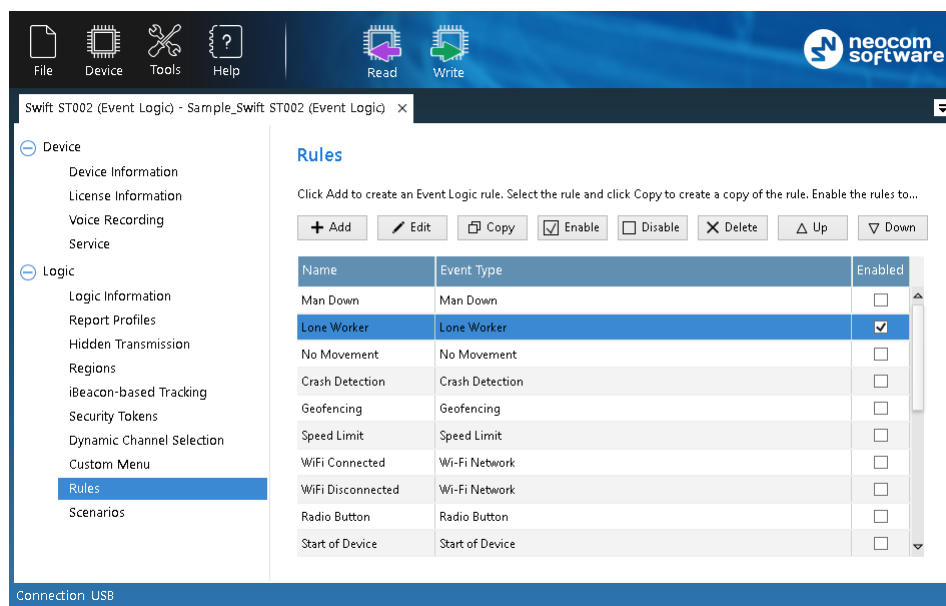 File Device Tools Help Read Write neocom
software
Swift ST002 (Event Logic) - Sample_Swift ST002 (Event Logic)
Device
Device Information
License Information
Voice Recording
Service
Logic
Logic Information
Report Profiles
Hidden Transmission
Regions
iBeacon-based Tracking
Security Tokens
Dynamic Channel Selection
Custom Menu
Rules
Scenarios
Rules
Click Add to create an Event Logic rule. Select the rule and click Copy to create a copy of the rule. Enable the rules to...
Add Edit Copy Enable Disable Delete Up Down
Name Event Type Enabled
Man Down Man Down
Lone Worker Lone Worker
No Movement No Movement
Crash Detection Crash Detection
Geofencing Geofencing
Speed Limit Speed Limit
WiFi Connected Wi-Fi Network
WiFi Disconnected Wi-Fi Network
Radio Button Radio Button
Start of Device Start of Device
Connection USB